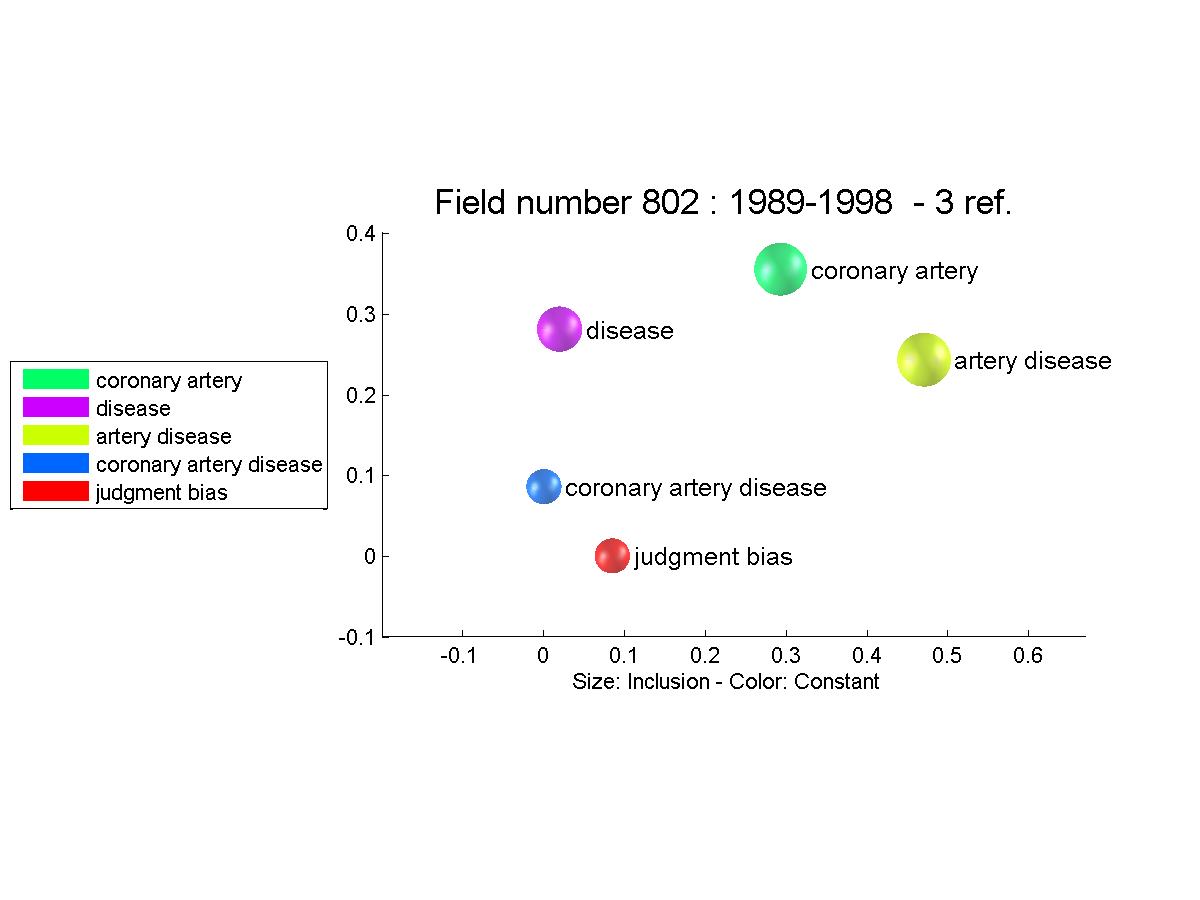 Field number 802 : 1989-1998  - 3 ref.
0.4
0.3
0.2
0.1
0
-0.1
coronary artery
disease
artery disease
coronary artery disease
judgment bias
-0.1 0 0.1 0.2 0.3 0.4 0.5 0.6
Size: Inclusion - Color: Constant
coronary artery
disease
artery disease
coronary artery disease
judgment bias